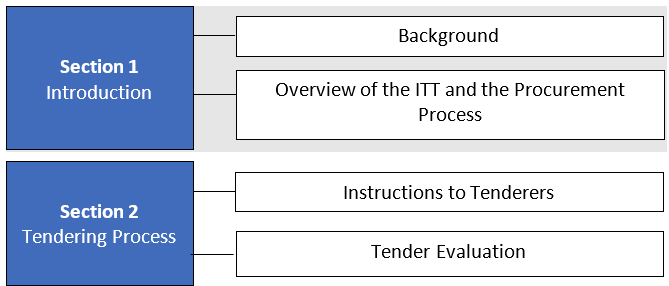 Section 1
Introduction
Background
Overview of the ITT and the Procurement
Process
Section 2
Tendering Process
Instructions to Tenderers
Tender Evaluation